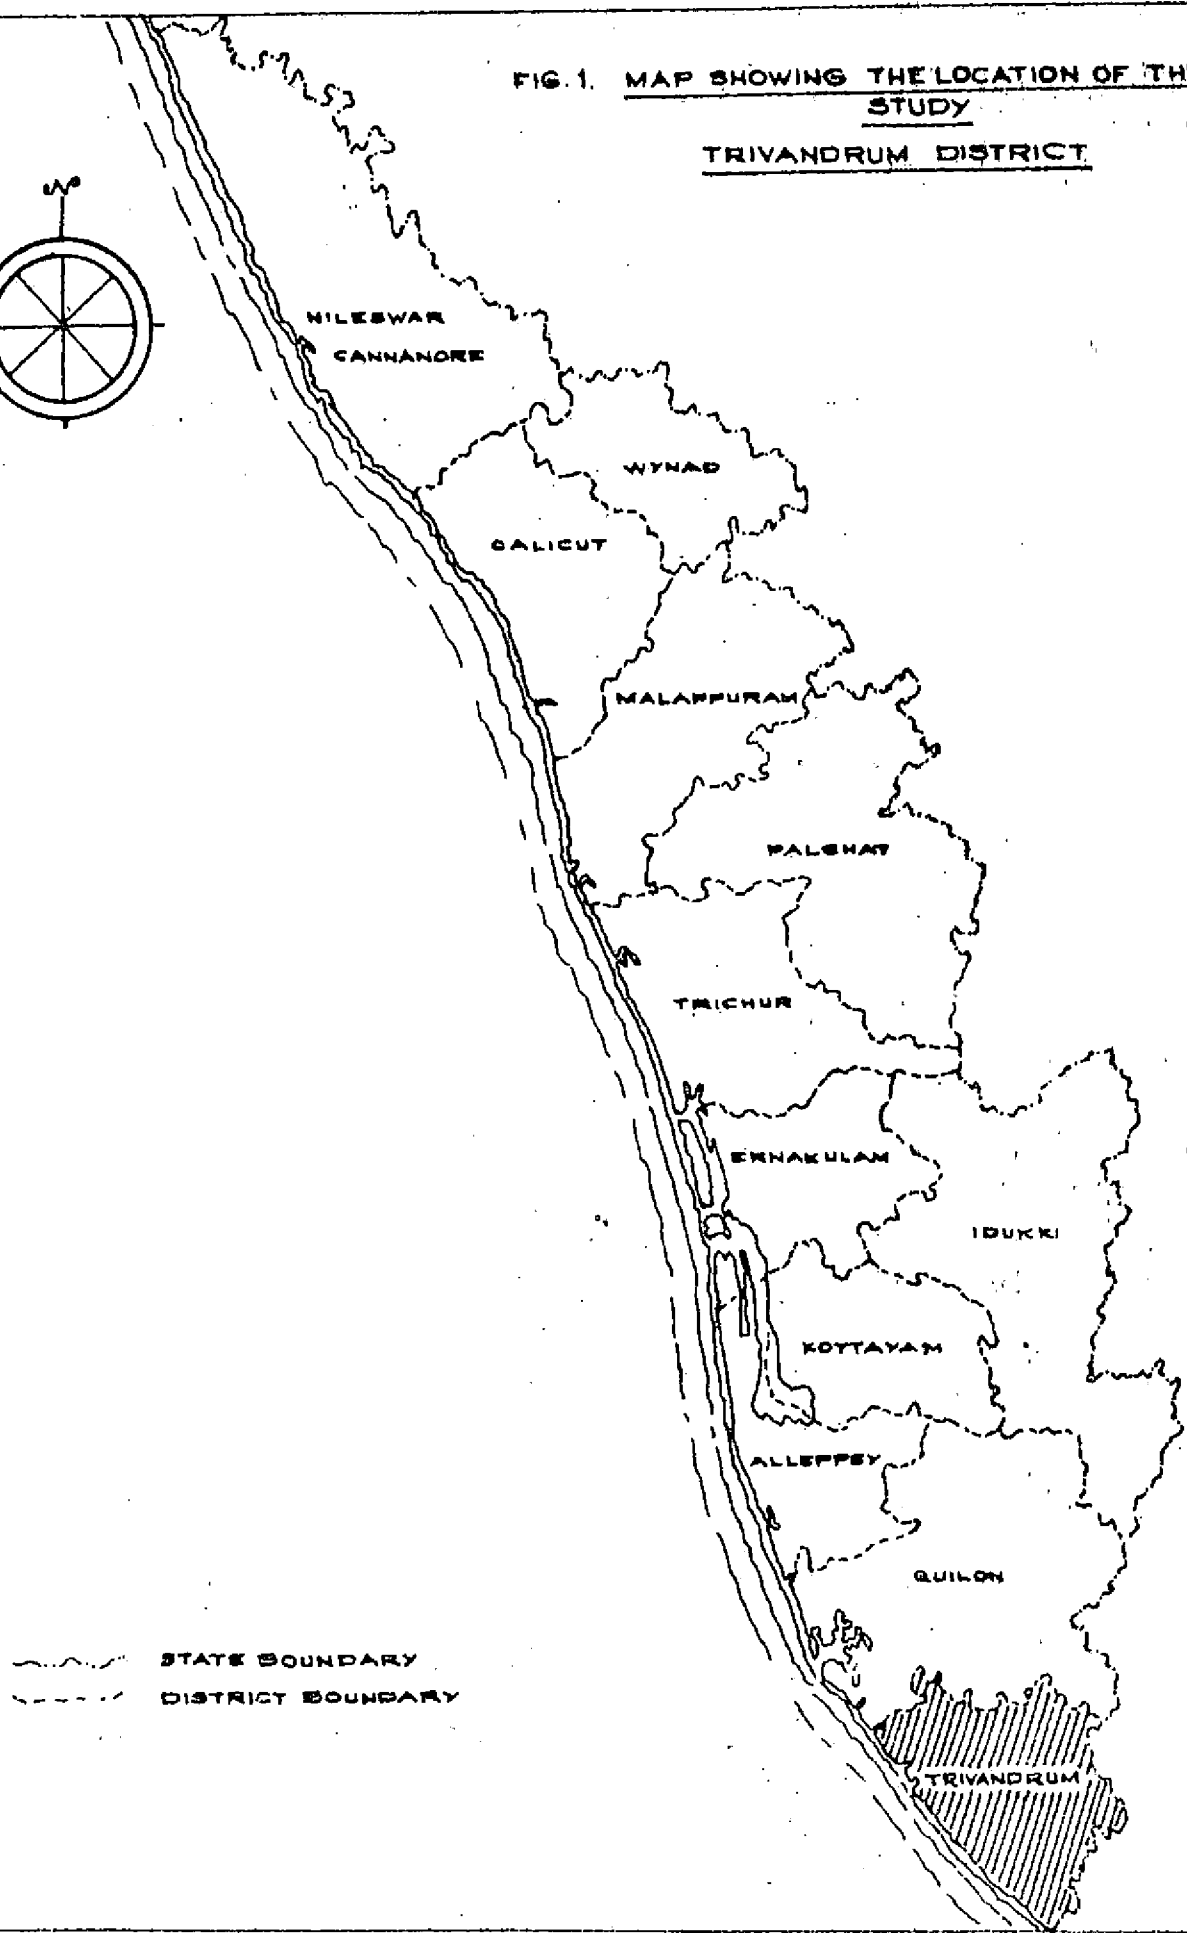 FIG. 1. MAP SHOWING THE LOCATION OF TH
STUDY
TRIVANDRUM DISTRICT
N
NILESWAR
CANNANORE
WYNAD
CALICUT
MALAPPURAM
PALGHAT
TRICHUR
ERNAKULAM
IDUKKI
KOTTAYAM
ALLEPPEY
QUILON
STATE BOUNDARY
DISTRICT BOUNDARY
TRIVANDRUM